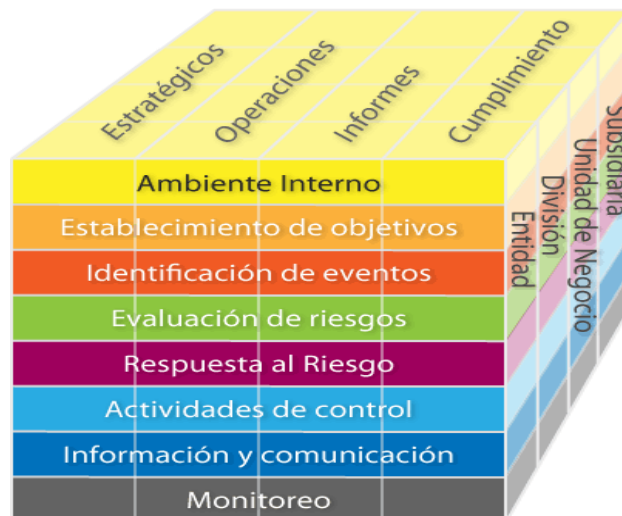 Estratégicos
Operaciones
Informes
Cumplimiento
Ambiente Interno
Establecimiento de objetivos
Identificación de eventos
Evaluación de riesgos
Respuesta al Riesgo
Actividades de control
Información y comunicación
Monitoreo
Entidad
División
Unidad de Negocio
Subsidiaria